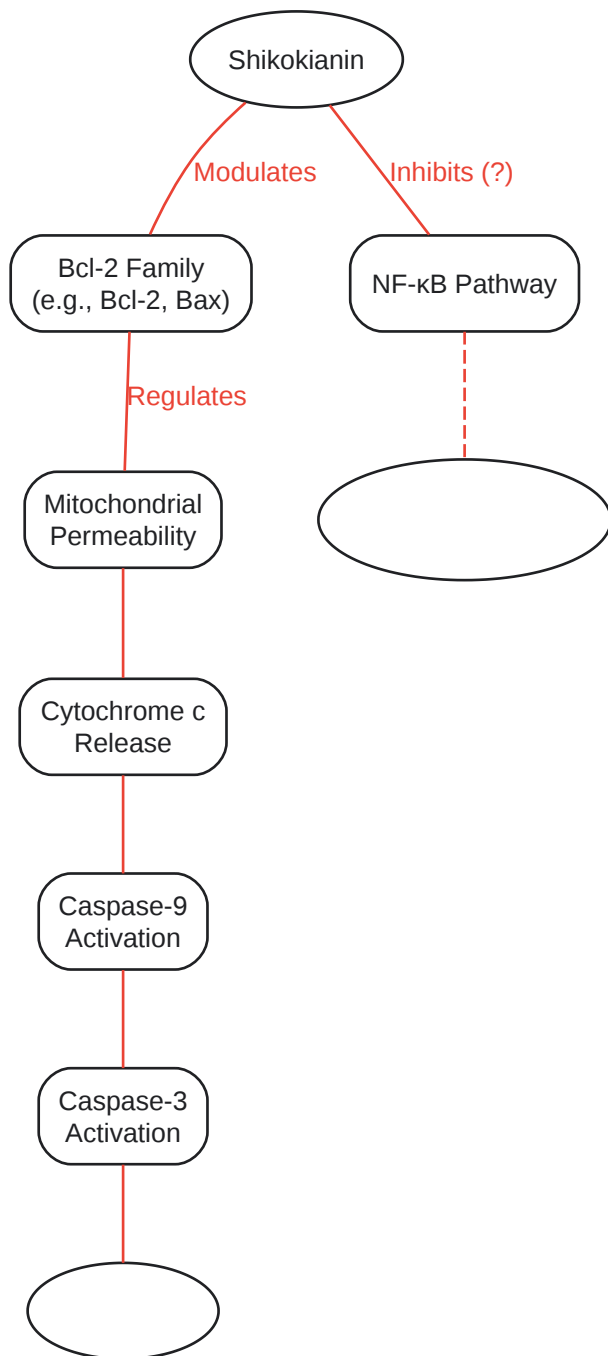 Shikokianin
Modulates
Inhibits (?)
Bcl-2 Family
(e.g., Bcl-2, Bax)
NF-κB Pathway
Regulates
Mitochondrial
Permeability
Cytochrome c
Release
Caspase-9
Activation
Caspase-3
Activation